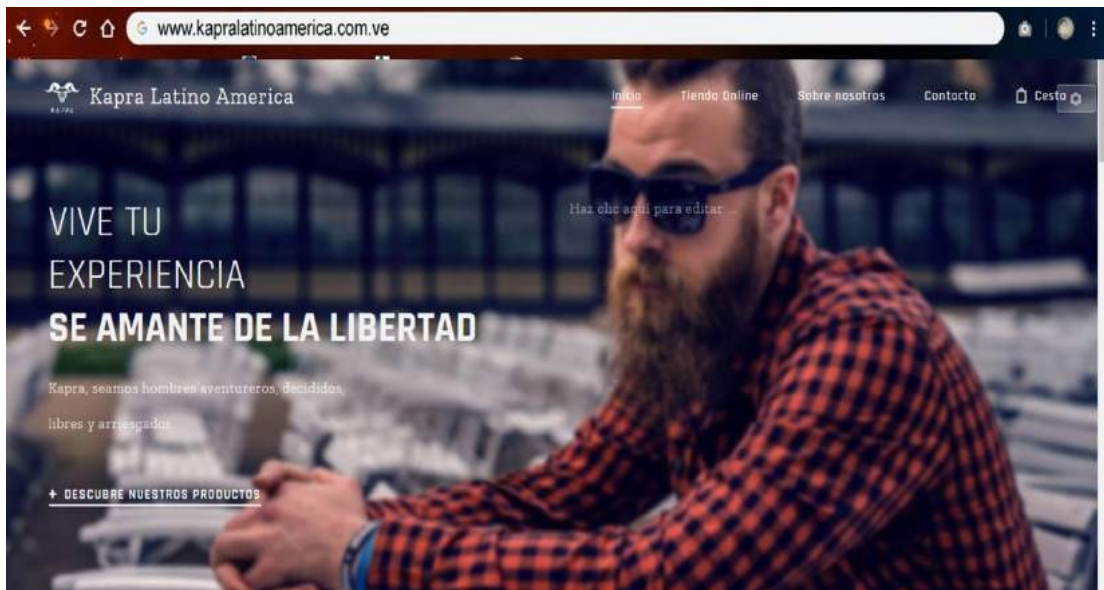 www.kapralatinoamerica.com.ve
Kapra Latino America
KAPRA
Inicio
Tienda Online
Sobre nosotros
Contacto
Cesta
Haz clic aquí para editar ...
VIVE TU
EXPERIENCIA
SE AMANTE DE LA LIBERTAD
Kapra, seamos hombres aventureros, decididos,
libres y arriesgados
+ DESCUBRE NUESTROS PRODUCTOS